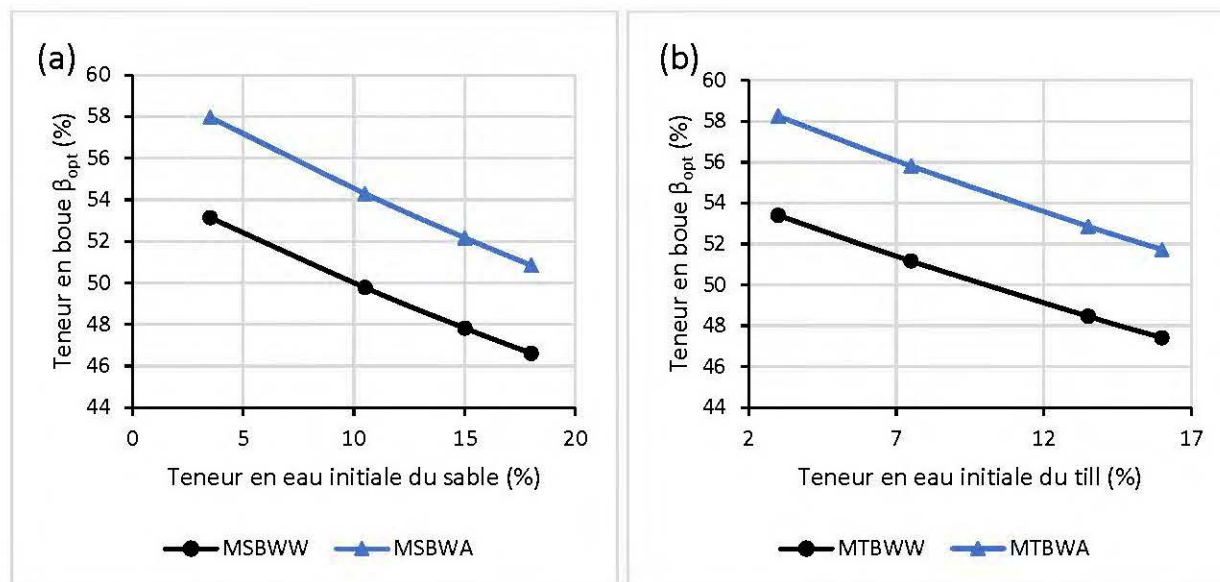 (a)
Teneur en boue βopt (%)
60
58
56
54
52
50
48
46
44
0 5 10 15 20
Teneur en eau initiale du sable (%)
MSBWW MSBWA
(b)
Teneur en boue βopt (%)
60
58
56
54
52
50
48
46
44
2 7 12 17
Teneur en eau initiale du till (%)
MTBWW MTBWA